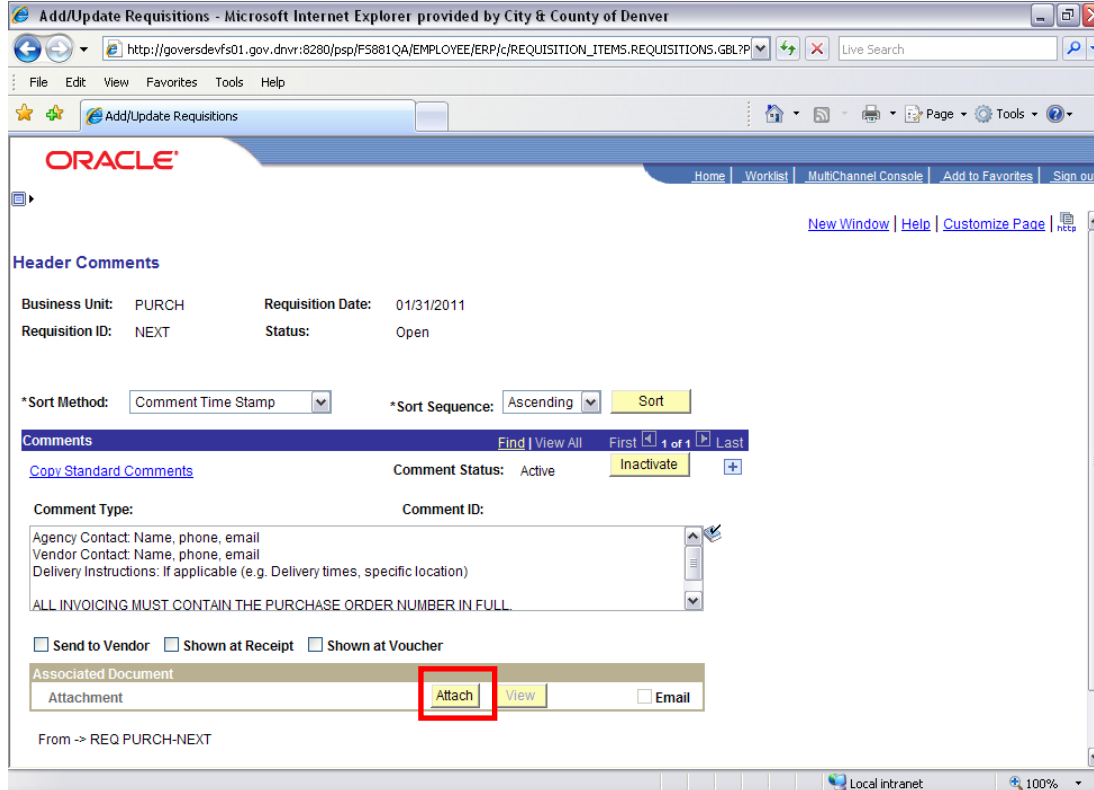 Add/Update Requisitions - Microsoft Internet Explorer provided by City & County of Denver
http://goversdevfs01.gov.dnvr:8280/psp/FS881QA/EMPLOYEE/ERP/c/REQUISITION_ITEMS.REQUISITIONS.GBL?P Live Search
File Edit View Favorites Tools Help
Add/Update Requisitions Page Tools
ORACLE
Home | Worklist | MultiChannel Console | Add to Favorites | Sign ou
New Window | Help | Customize Page | http
Header Comments
Business Unit: PURCH Requisition Date: 01/31/2011
Requisition ID: NEXT Status: Open
*Sort Method: Comment Time Stamp *Sort Sequence: Ascending Sort
Comments Find | View All First 1 of 1 Last
Copy Standard Comments Comment Status: Active Inactivate
Comment Type: Comment ID:
Agency Contact: Name, phone, email
Vendor Contact: Name, phone, email
Delivery Instructions: If applicable (e.g. Delivery times, specific location)
ALL INVOICING MUST CONTAIN THE PURCHASE ORDER NUMBER IN FULL.
Send to Vendor Shown at Receipt Shown at Voucher
Associated Document
Attachment Attach View Email
From -> REQ PURCH-NEXT
Local intranet 100%